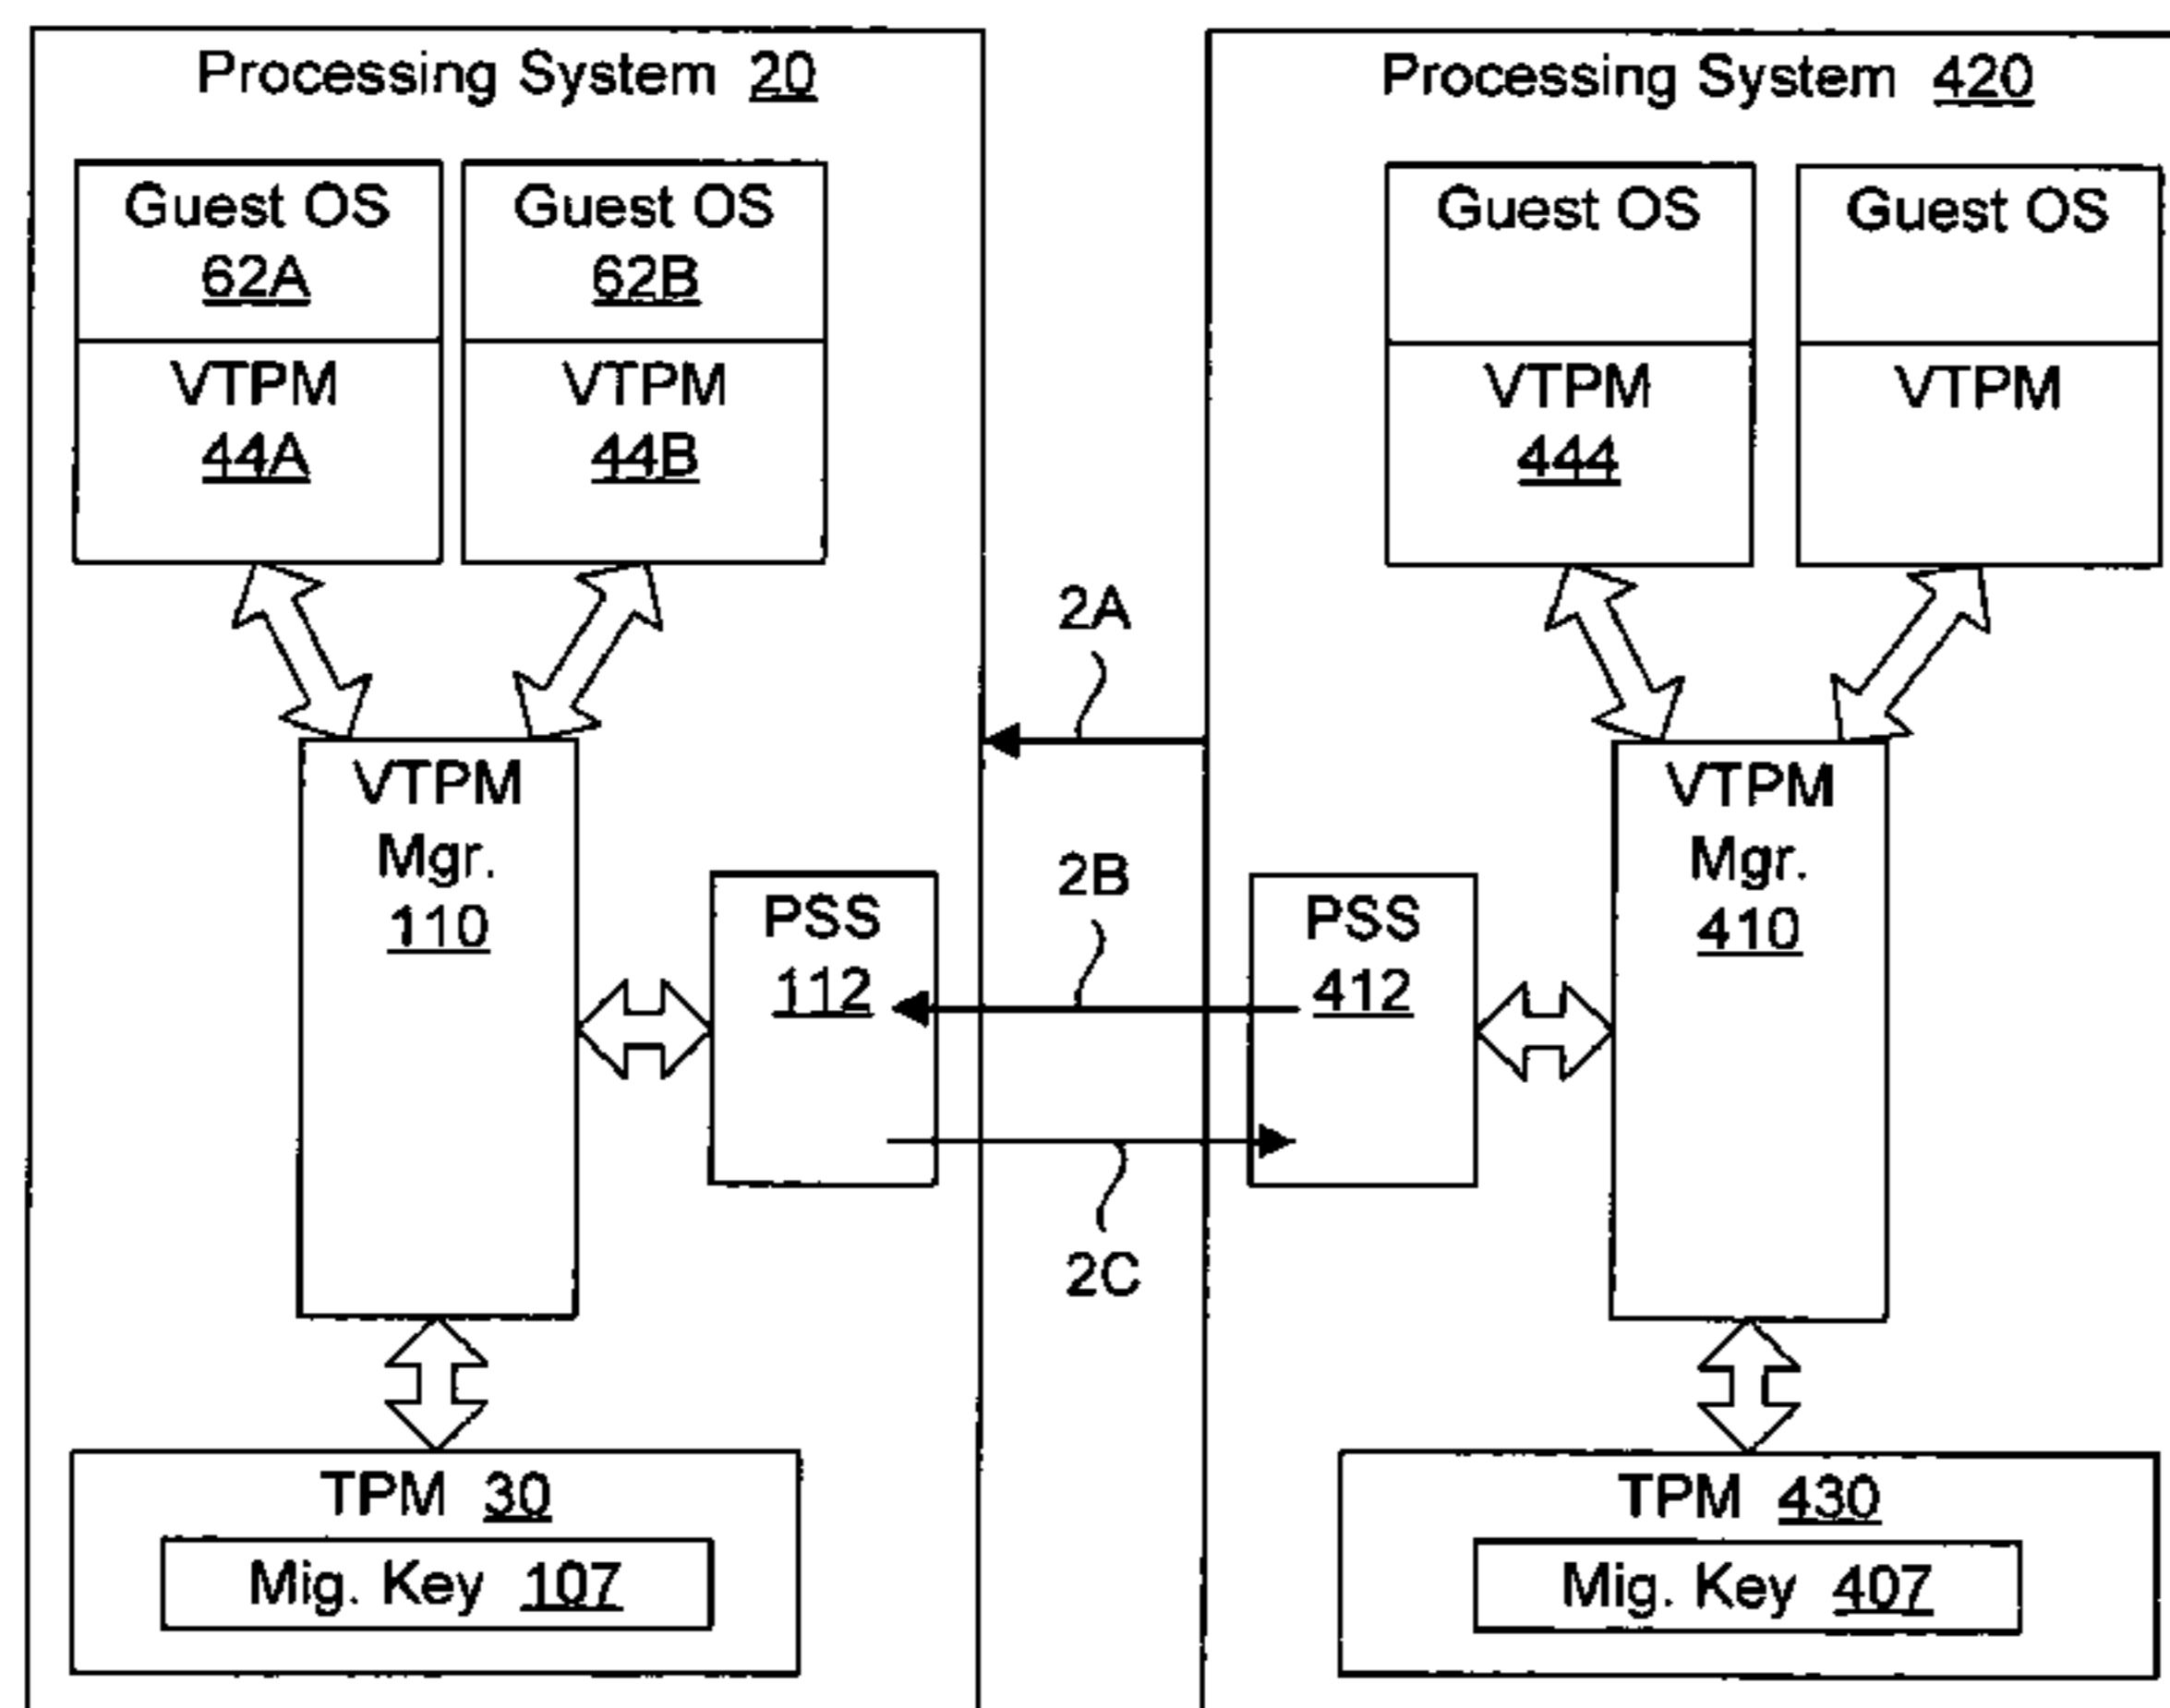 Processing System 20
Guest OS
62A
VTPM
44A
Guest OS
62B
VTPM
44B
VTPM
Mgr.
110
PSS
112
TPM 30
Mig. Key 107
2A
2B
2C
Processing System 420
Guest OS
VTPM
444
Guest OS
VTPM
PSS
412
VTPM
Mgr.
410
TPM 430
Mig. Key 407